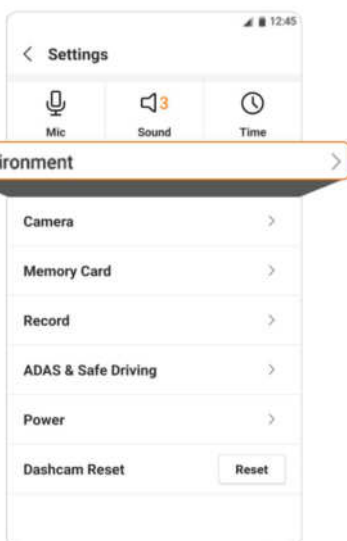 12:45
Settings
3
Mic Sound Time
ironment
Camera
Memory Card
Record
ADAS & Safe Driving
Power
Dashcam Reset Reset